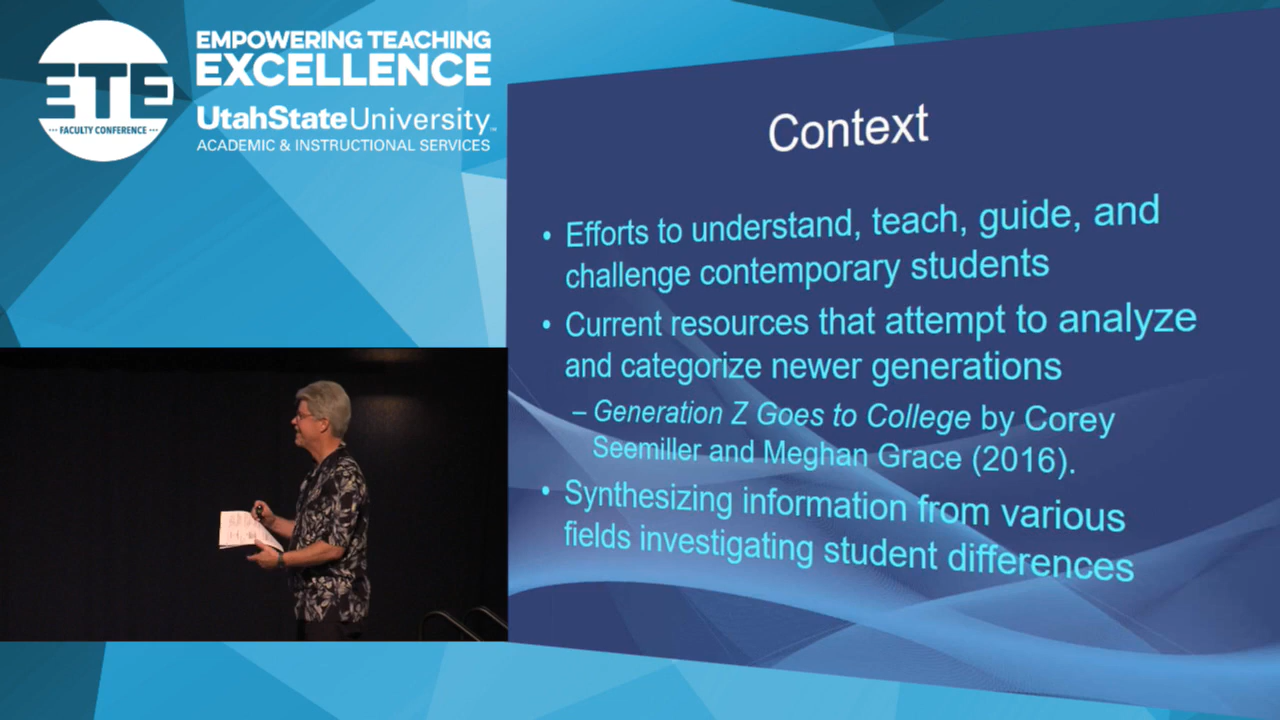 ETE
FACULTY CONFERENCE
EMPOWERING TEACHING
EXCELLENCE
UtahStateUniversity™
ACADEMIC & INSTRUCTIONAL SERVICES
Context
• Efforts to understand, teach, guide, and
challenge contemporary students
• Current resources that attempt to analyze
and categorize newer generations
– Generation Z Goes to College by Corey
Seemiller and Meghan Grace (2016).
• Synthesizing information from various
fields investigating student differences